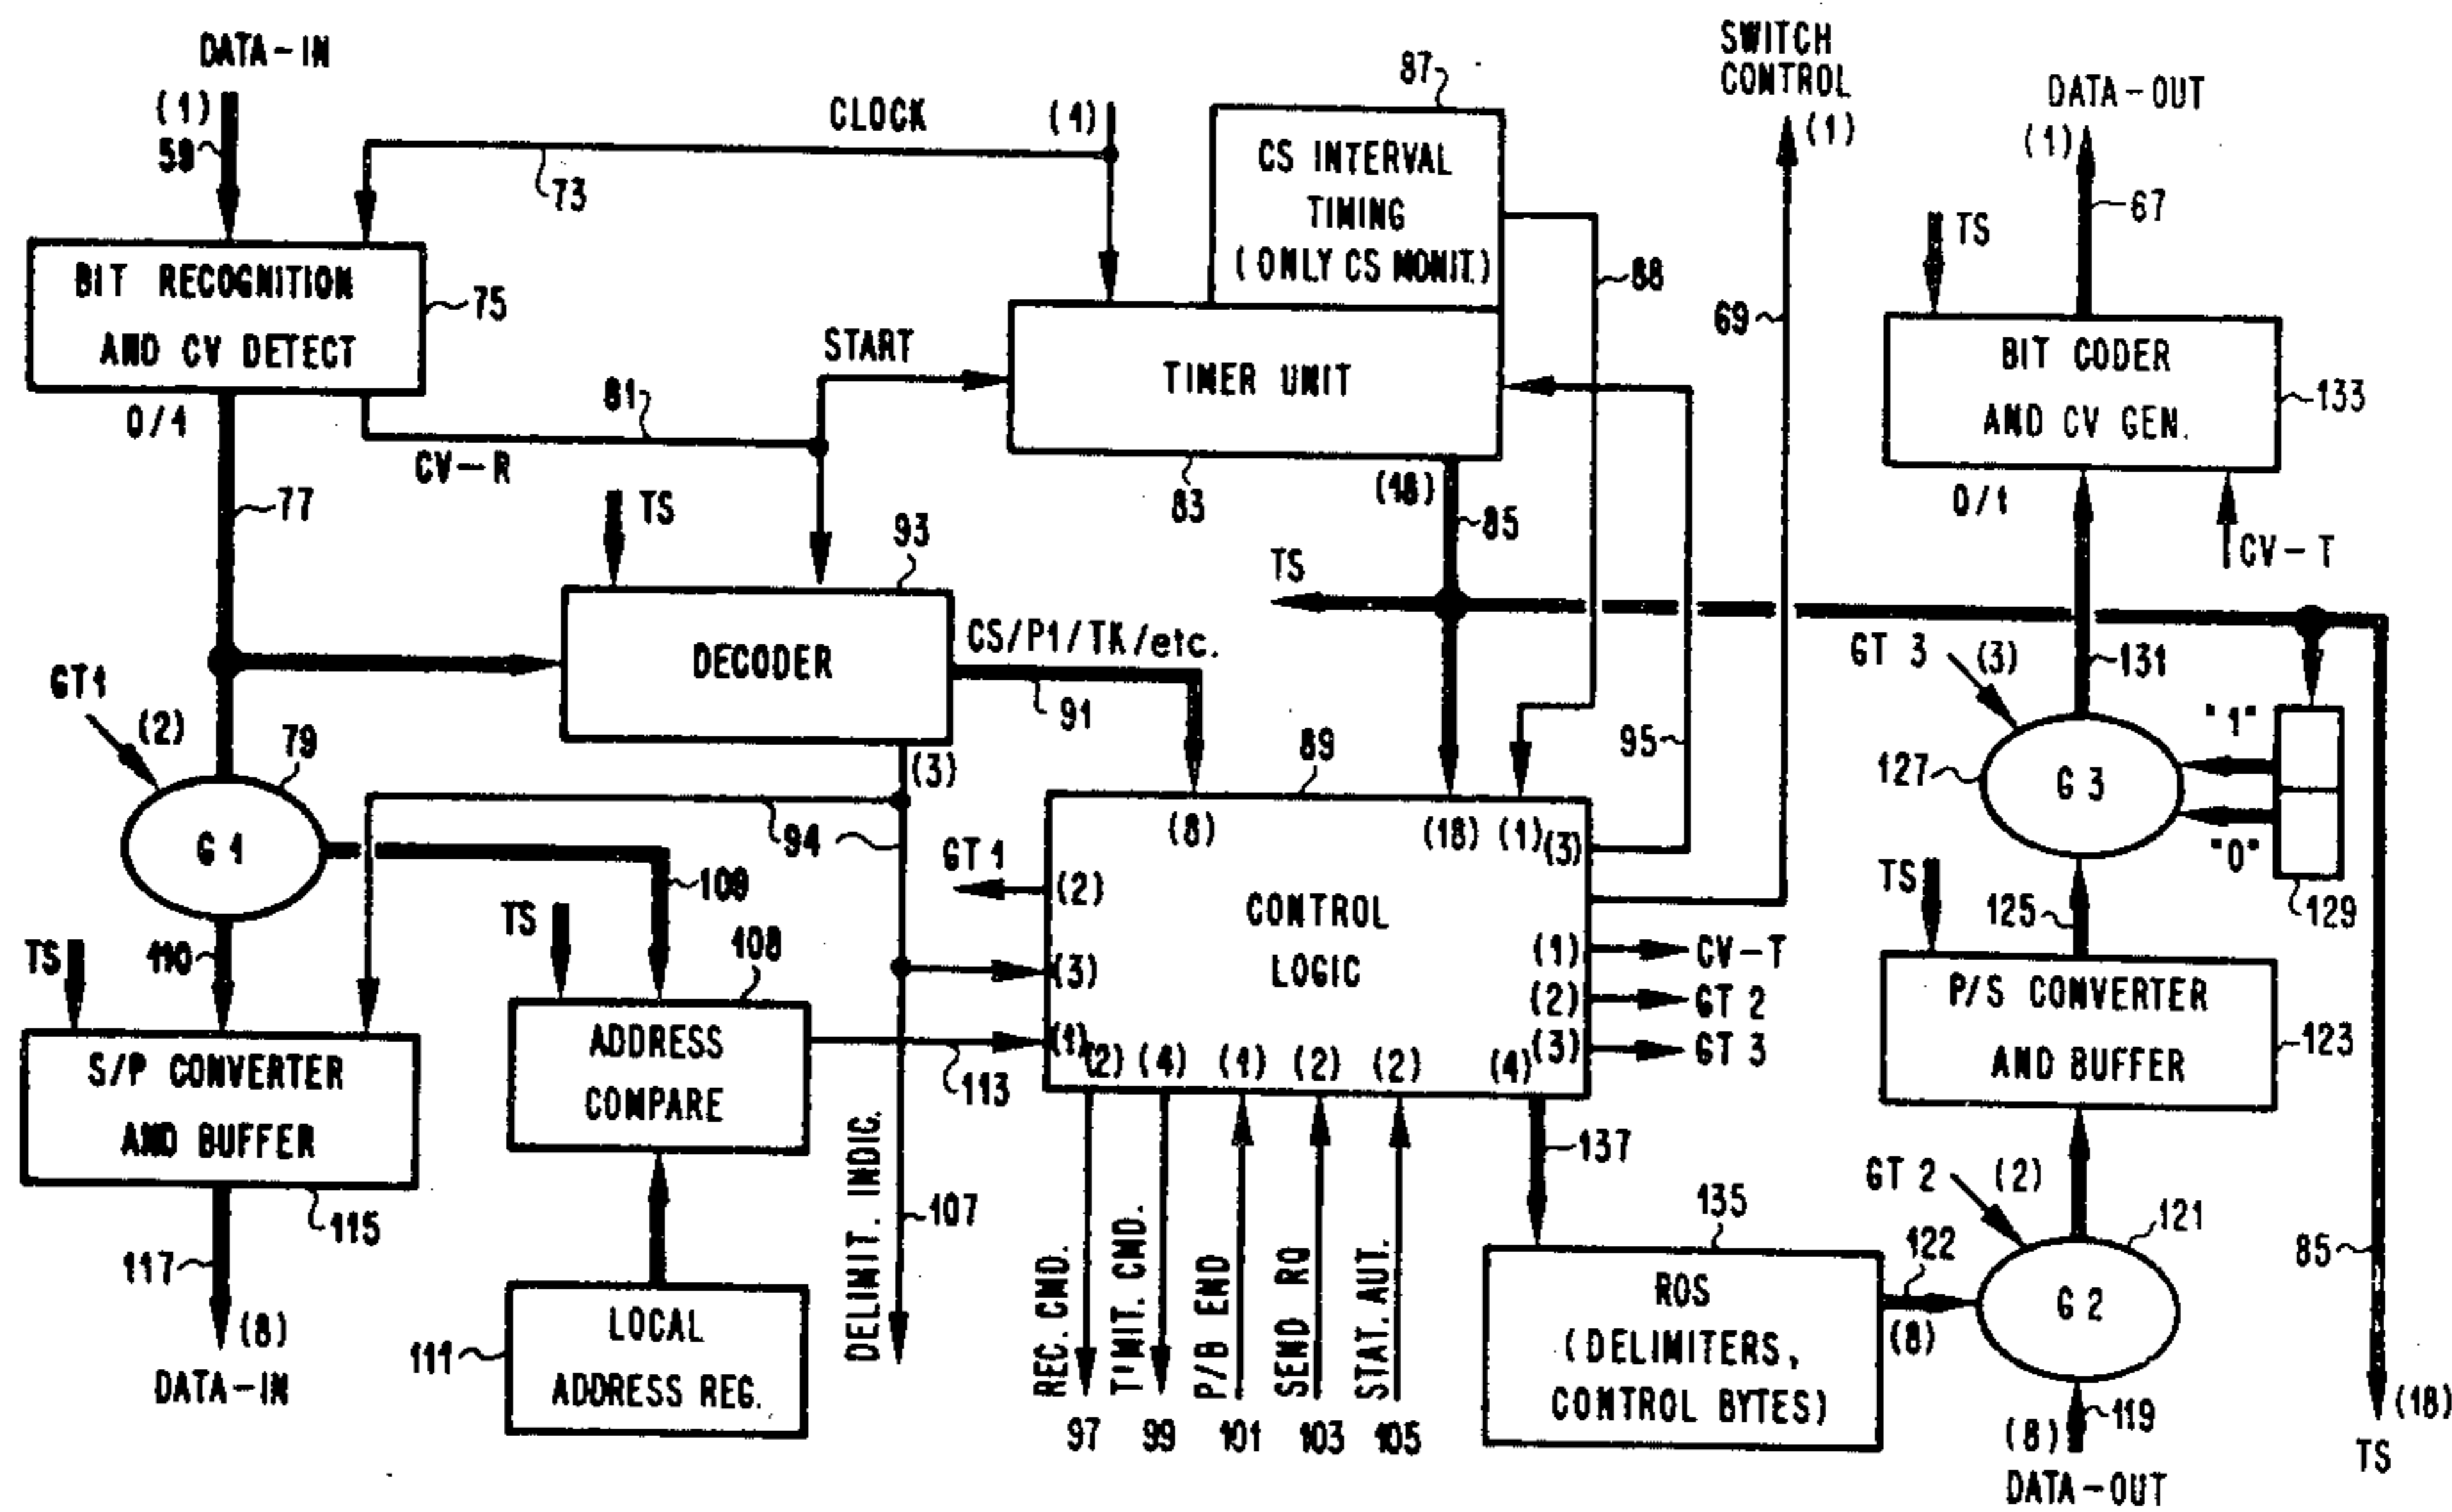 DATA-IN
(1)
59
CLOCK
(1)
73
87
CS INTERVAL
TIMING
(ONLY CS MONIT.)
88
SWITCH
CONTROL
(1)
69
DATA-OUT
(1)
67
TS
BIT RECOGNITION
AND CV DETECT
75
0/1
81
CV-R
START
TIMER UNIT
83
(18)
85
BIT CODER
AND CV GEN.
133
0/1
CV-T
77
TS
93
DECODER
CS/P1/TK/etc.
91
TS
GT 3
(3)
131
"1"
127
G 3
"0"
129
GT1
(2)
79
G 1
(3)
94
109
110
TS
TS
108
ADDRESS
COMPARE
113
89
95
(8)
(18)
(1)
(3)
GT 1
(2)
CONTROL
LOGIC
(3)
(1)
(1)
CV-T
(2)
GT 2
(3)
GT 3
(2)
(4)
(1)
(2)
(2)
(4)
TS
125
P/S CONVERTER
AND BUFFER
123
S/P CONVERTER
AND BUFFER
115
117
(8)
DATA-IN
111
LOCAL
ADDRESS REG.
DELIMIT. INDIC.
107
REC. CMD.
97
T'MIT. CMD.
99
P/B END
101
SEND RQ
103
STAT. AUT.
105
137
135
ROS
(DELIMITERS,
CONTROL BYTES)
122
(8)
GT 2
(2)
121
G 2
(8)
119
DATA-OUT
85
(18)
TS